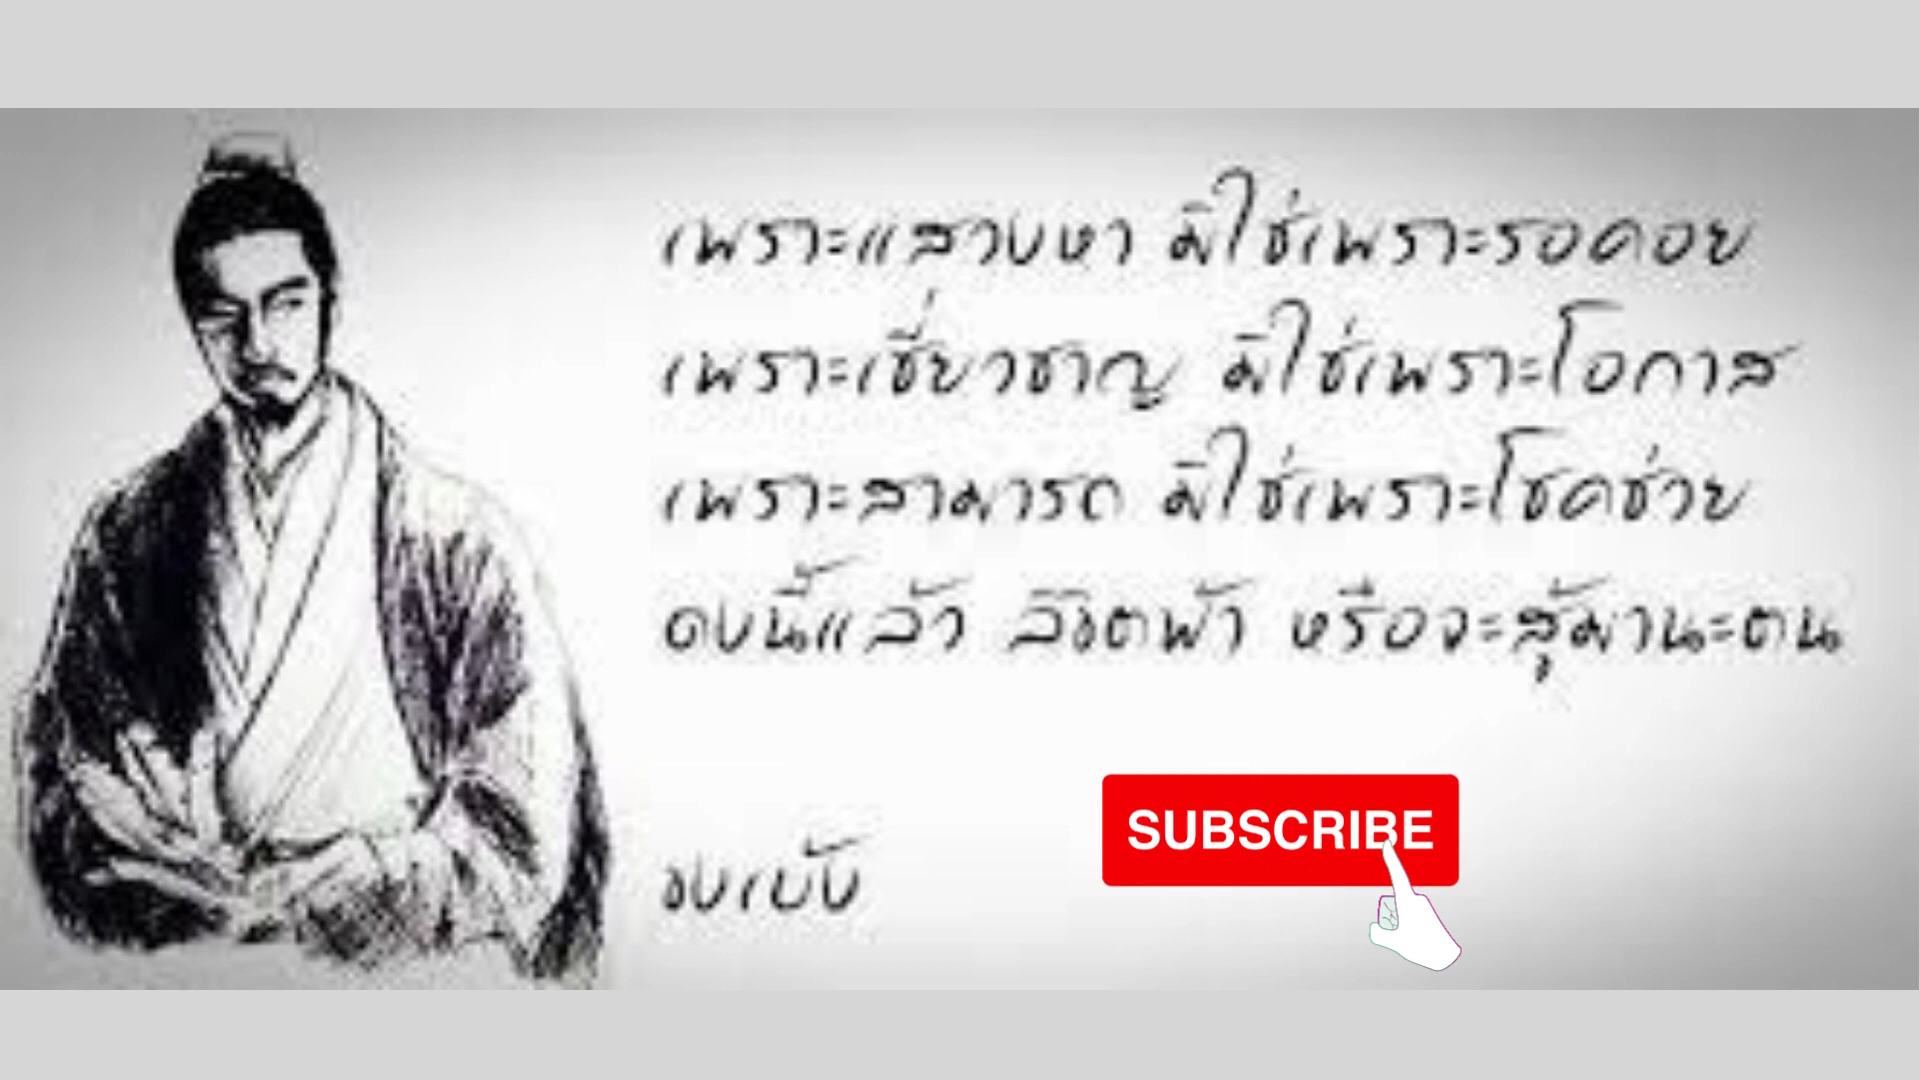 เพราะแสวงหา มิใช่เพราะรอคอย
เพราะเชี่ยวชาญ มิใช่เพราะโอกาส
เพราะสามารถ มิใช่เพราะโชคช่วย
ดังนี้แล้ว ลิขิตฟ้า หรือจะสู้มานะตน
ขงเบ้ง
SUBSCRIBE